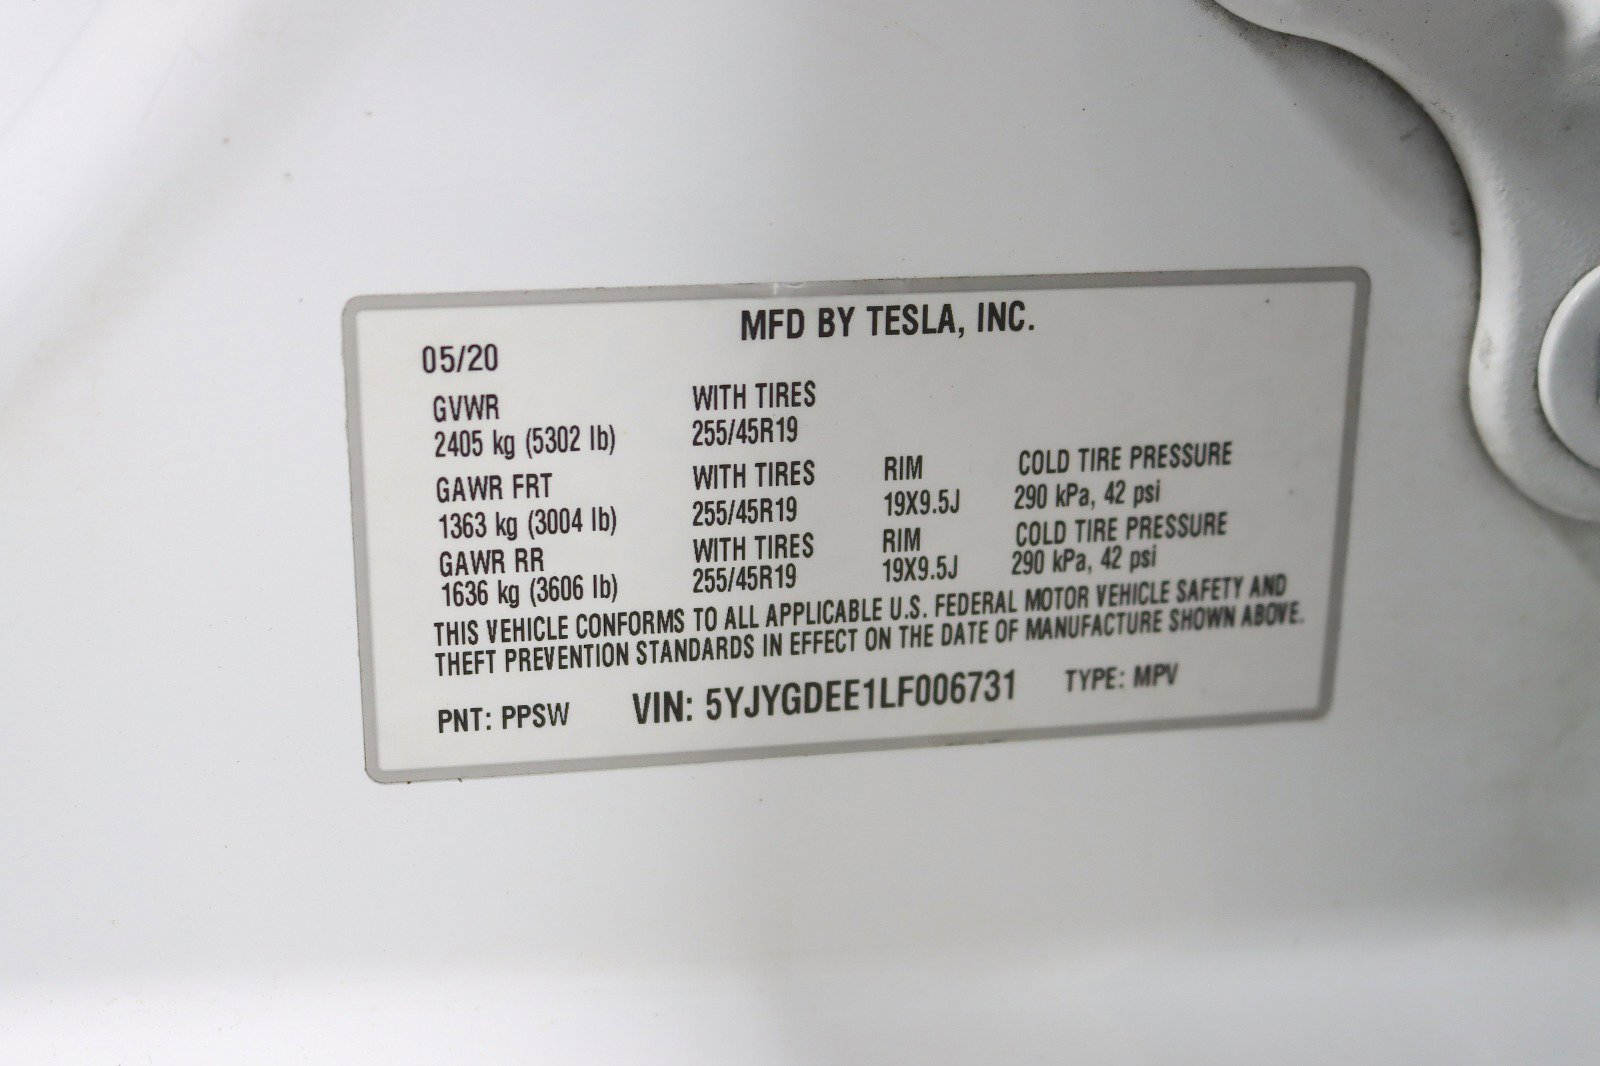 MFD BY TESLA, INC.
05/20
GVWR WITH TIRES
2405 kg (5302 lb) 255/45R19
GAWR FRT WITH TIRES RIM COLD TIRE PRESSURE
1363 kg (3004 lb) 255/45R19 19X9.5J 290 kPa, 42 psi
GAWR RR WITH TIRES RIM COLD TIRE PRESSURE
1636 kg (3606 lb) 255/45R19 19X9.5J 290 kPa, 42 psi
THIS VEHICLE CONFORMS TO ALL APPLICABLE U.S. FEDERAL MOTOR VEHICLE SAFETY AND
THEFT PREVENTION STANDARDS IN EFFECT ON THE DATE OF MANUFACTURE SHOWN ABOVE.
PNT: PPSW VIN: 5YJYGDEE1LF006731 TYPE: MPV